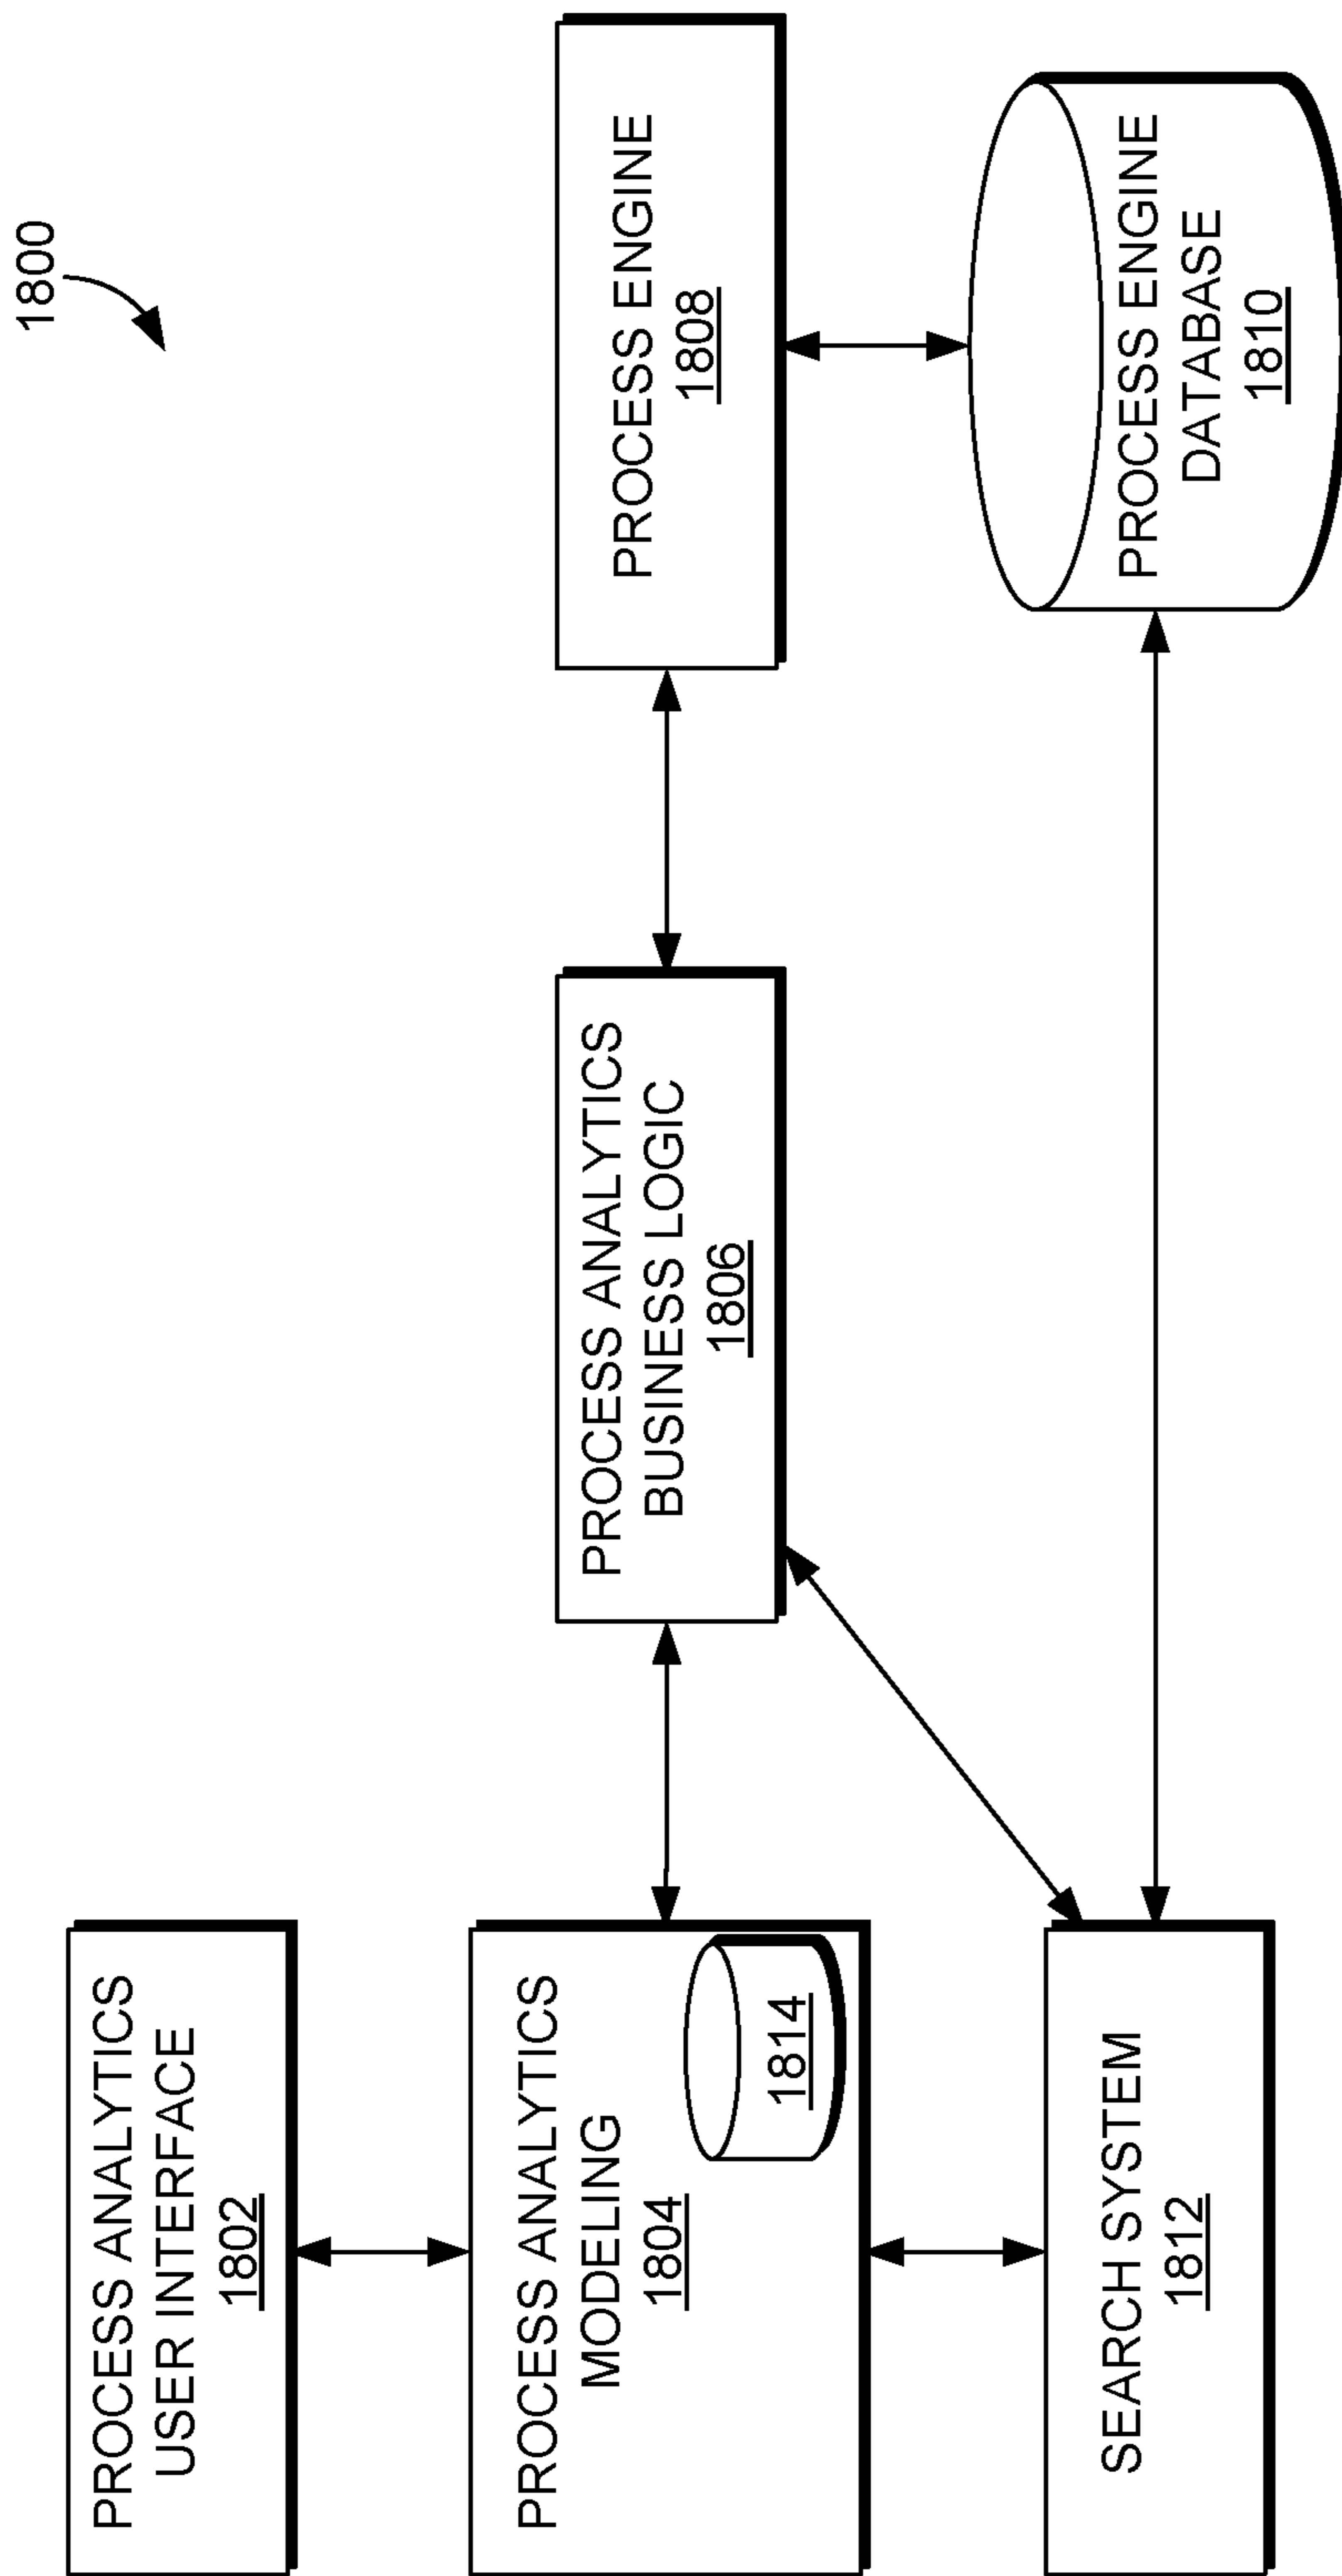 1800
PROCESS ANALYTICS
USER INTERFACE
1802
PROCESS ANALYTICS
MODELING
1804
1814
PROCESS ANALYTICS
BUSINESS LOGIC
1806
PROCESS ENGINE
1808
SEARCH SYSTEM
1812
PROCESS ENGINE
DATABASE
1810